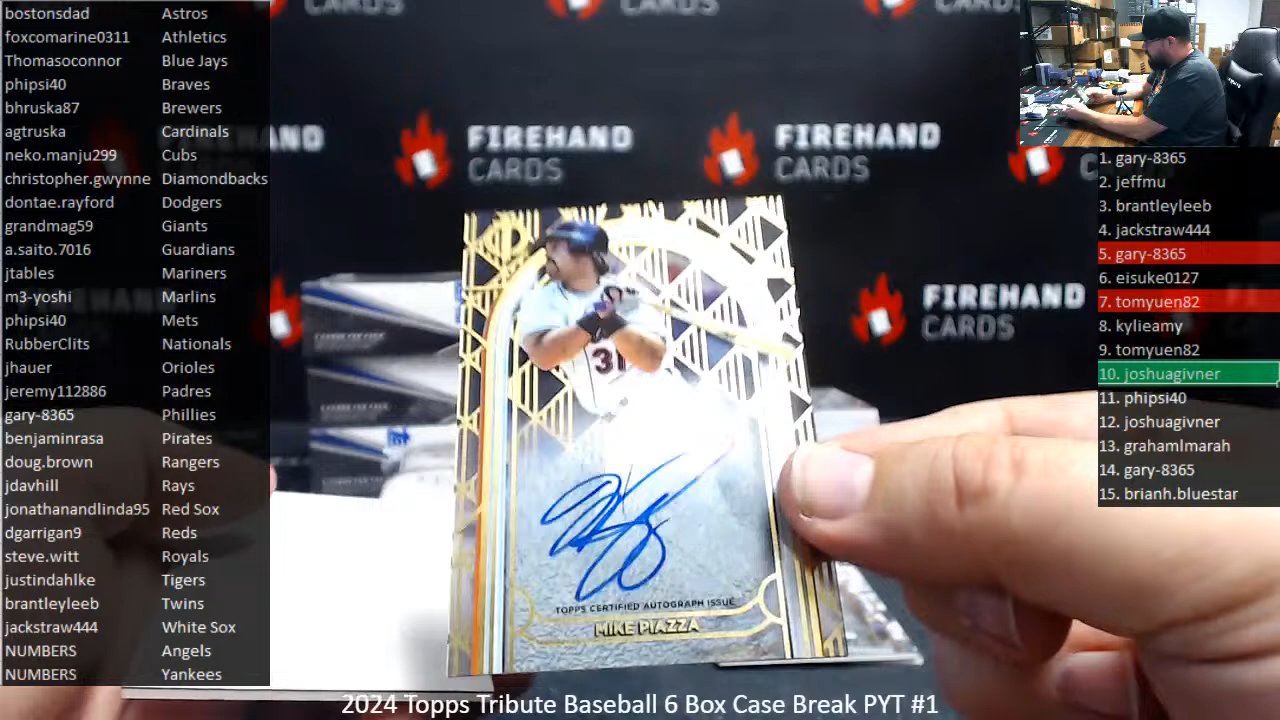 bostonsdad Astros
foxcomarine0311 Athletics
Thomasoconnor Blue Jays
phipsi40 Braves
bhruska87 Brewers
agtruska Cardinals
neko.manju299 Cubs
christopher.gwynne Diamondbacks
dontae.rayford Dodgers
grandmag59 Giants
a.saito.7016 Guardians
jtables Mariners
m3-yoshi Marlins
phipsi40 Mets
RubberClits Nationals
jhauer Orioles
jeremy112886 Padres
gary-8365 Phillies
benjaminrasa Pirates
doug.brown Rangers
jdavhill Rays
jonathanandlinda95 Red Sox
dgarrigan9 Reds
steve.witt Royals
justindahlke Tigers
brantleyleeb Twins
jackstraw444 White Sox
NUMBERS Angels
NUMBERS Yankees
CARDS
CARDS
FIREHAND
CARDS
FIREHAND
CARDS
FIREHAND
CARDS
31
TOPPS CERTIFIED AUTOGRAPH ISSUE
MIKE PIAZZA
1. gary-8365
2. jeffmu
3. brantleyleeb
4. jackstraw444
5. gary-8365
6. eisuke0127
7. tomyuen82
8. kylieamy
9. tomyuen82
10. joshuagivner
11. phipsi40
12. joshuagivner
13. grahamlmarah
14. gary-8365
15. brianh.bluestar
2024 Topps Tribute Baseball 6 Box Case Break PYT #1